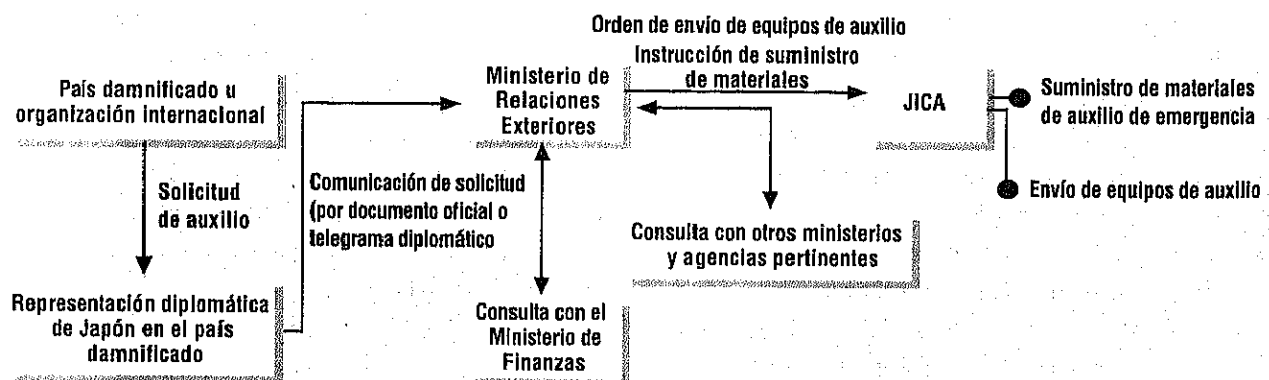 País damnificado u
organización internacional
Solicitud
de auxilio
Representación diplomática
de Japón en el país
damnificado
Comunicación de solicitud
(por documento oficial o
telegrama diplomático
Ministerio de
Relaciones
Exteriores
Consulta con el
Ministerio de
Finanzas
Orden de envío de equipos de auxilio
Instrucción de suministro
de materiales
Consulta con otros ministerios
y agencias pertinentes
JICA
Suministro de materiales
de auxilio de emergencia
Envío de equipos de auxilio